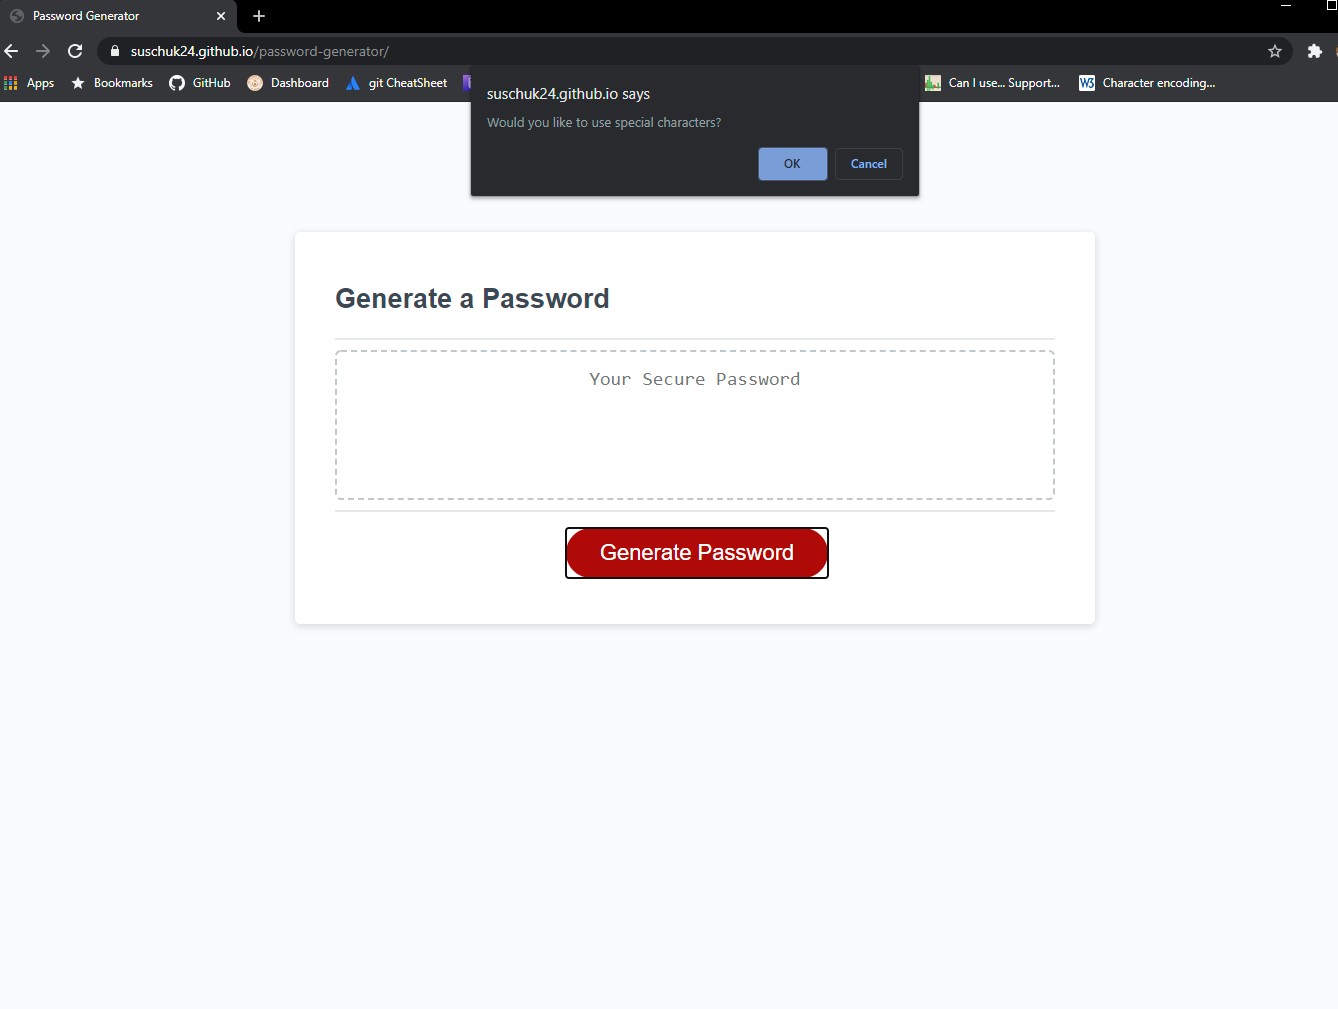 Password Generator
suschuk24.github.io/password-generator/
Apps Bookmarks GitHub Dashboard git CheatSheet Can I use... Support... W3 Character encoding...
suschuk24.github.io says
Would you like to use special characters?
OK Cancel
Generate a Password
Your Secure Password
Generate Password